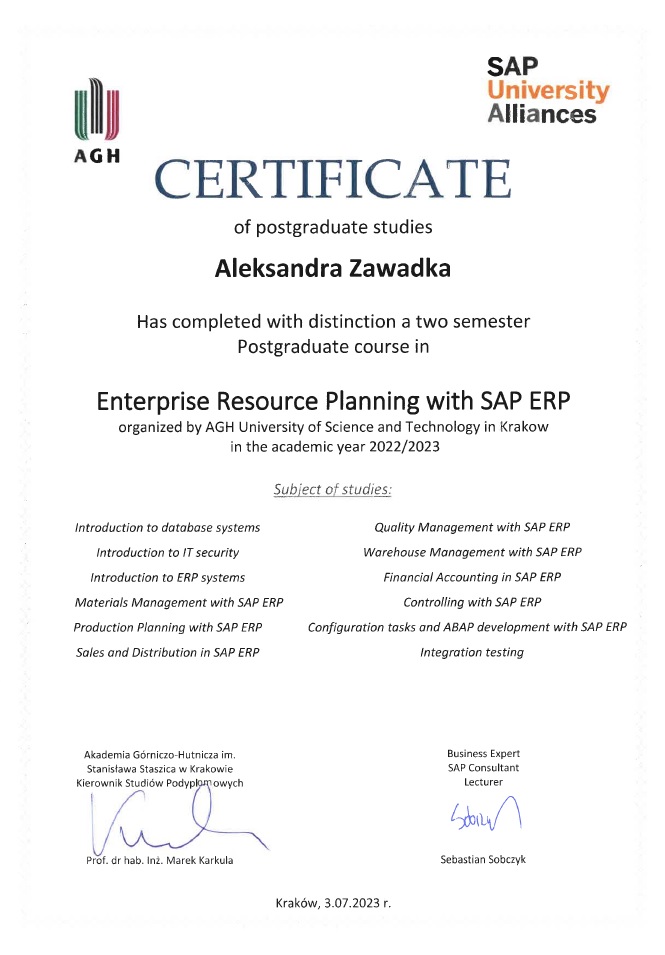 AGH
SAP
University
Alliances
CERTIFICATE
of postgraduate studies
Aleksandra Zawadka
Has completed with distinction a two semester
Postgraduate course in
Enterprise Resource Planning with SAP ERP
organized by AGH University of Science and Technology in Krakow
in the academic year 2022/2023
Subject of studies:
Introduction to database systems
Introduction to IT security
Introduction to ERP systems
Materials Management with SAP ERP
Production Planning with SAP ERP
Sales and Distribution in SAP ERP
Quality Management with SAP ERP
Warehouse Management with SAP ERP
Financial Accounting in SAP ERP
Controlling with SAP ERP
Configuration tasks and ABAP development with SAP ERP
Integration testing
Akademia Górniczo-Hutnicza im.
Stanisława Staszica w Krakowie
Kierownik Studiów Podyplomowych
Prof. dr hab. Inż. Marek Karkula
Business Expert
SAP Consultant
Lecturer
Sebastian Sobczyk
Kraków, 3.07.2023 r.